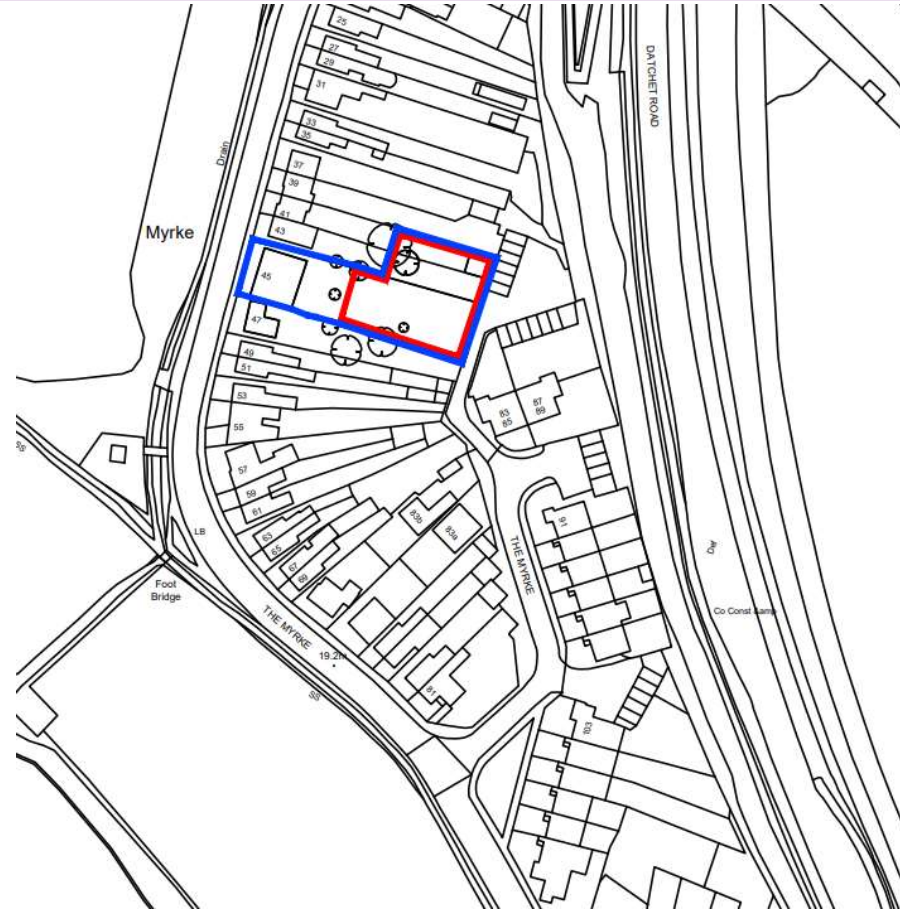 25
27
29
31
33
35
37
39
41
43
45
47
49
51
53
55
57
59
61
63
65
67
69
81
83
85
87
89
83b
83a
91
103
DATCHET ROAD
Drain
Myrke
THE MYRKE
LB
Foot
Bridge
THE MYRKE
19.2m
SS
SS
Def
Co Const